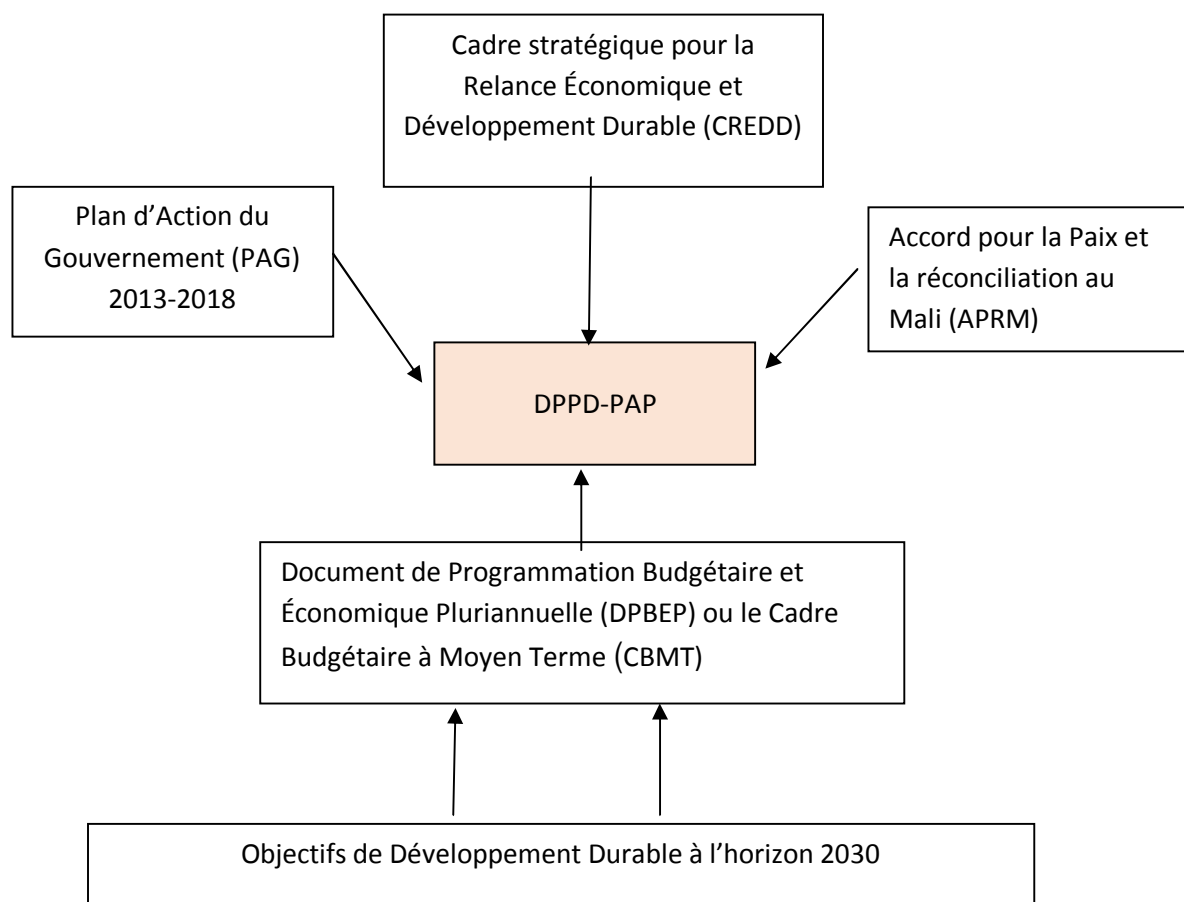 Cadre stratégique pour la
Relance Économique et
Développement Durable (CREDD)
Plan d’Action du
Gouvernement (PAG)
2013-2018
Accord pour la Paix et
la réconciliation au
Mali (APRM)
DPPD-PAP
Document de Programmation Budgétaire et
Économique Pluriannuelle (DPBEP) ou le Cadre
Budgétaire à Moyen Terme (CBMT)
Objectifs de Développement Durable à l’horizon 2030